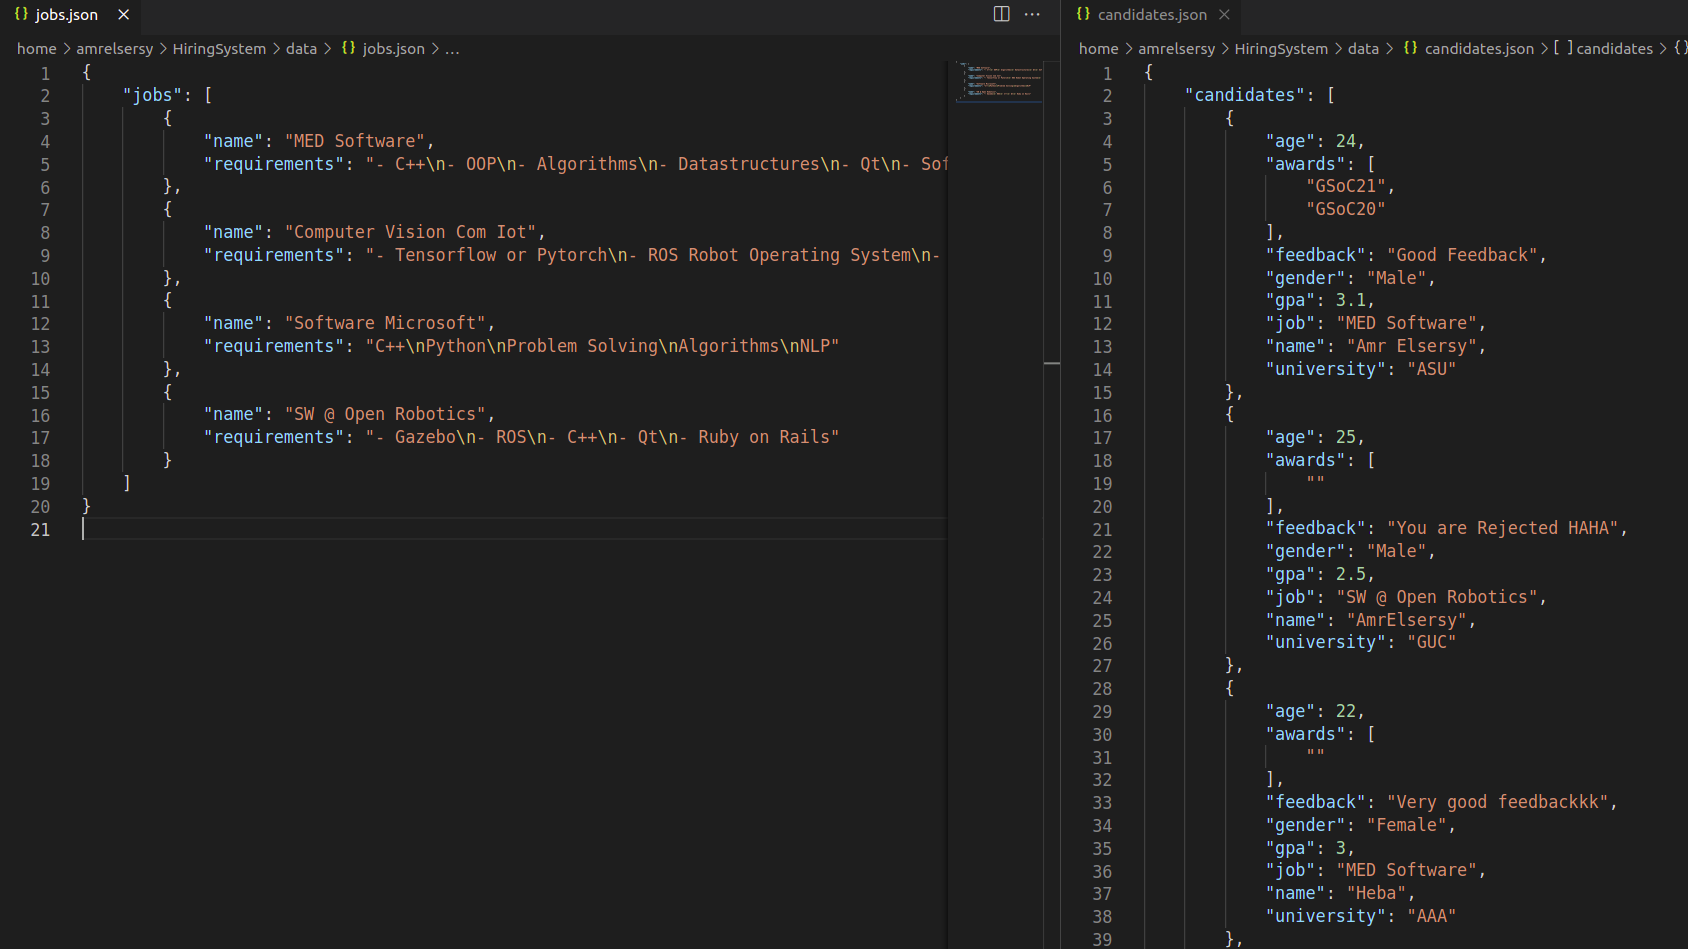 {} jobs.json ×
home > amrelsersy > HiringSystem > data > {} jobs.json > ...
1 {
2 "jobs": [
3 {
4 "name": "MED Software",
5 "requirements": "- C++\n- OOP\n- Algorithms\n- Datastructures\n- Qt\n- Sof
6 },
7 {
8 "name": "Computer Vision Com Iot",
9 "requirements": "- Tensorflow or Pytorch\n- ROS Robot Operating System\n-
10 },
11 {
12 "name": "Software Microsoft",
13 "requirements": "C++\nPython\nProblem Solving\nAlgorithms\nNLP"
14 },
15 {
16 "name": "SW @ Open Robotics",
17 "requirements": "- Gazebo\n- ROS\n- C++\n- Qt\n- Ruby on Rails"
18 }
19 ]
20 }
21
{} candidates.json ×
home > amrelsersy > HiringSystem > data > {} candidates.json > [ ] candidates > {}
1 {
2 "candidates": [
3 {
4 "age": 24,
5 "awards": [
6 "GSoC21",
7 "GSoC20"
8 ],
9 "feedback": "Good Feedback",
10 "gender": "Male",
11 "gpa": 3.1,
12 "job": "MED Software",
13 "name": "Amr Elsersy",
14 "university": "ASU"
15 },
16 {
17 "age": 25,
18 "awards": [
19 ""
20 ],
21 "feedback": "You are Rejected HAHA",
22 "gender": "Male",
23 "gpa": 2.5,
24 "job": "SW @ Open Robotics",
25 "name": "AmrElsersy",
26 "university": "GUC"
27 },
28 {
29 "age": 22,
30 "awards": [
31 ""
32 ],
33 "feedback": "Very good feedbackkk",
34 "gender": "Female",
35 "gpa": 3,
36 "job": "MED Software",
37 "name": "Heba",
38 "university": "AAA"
39 },